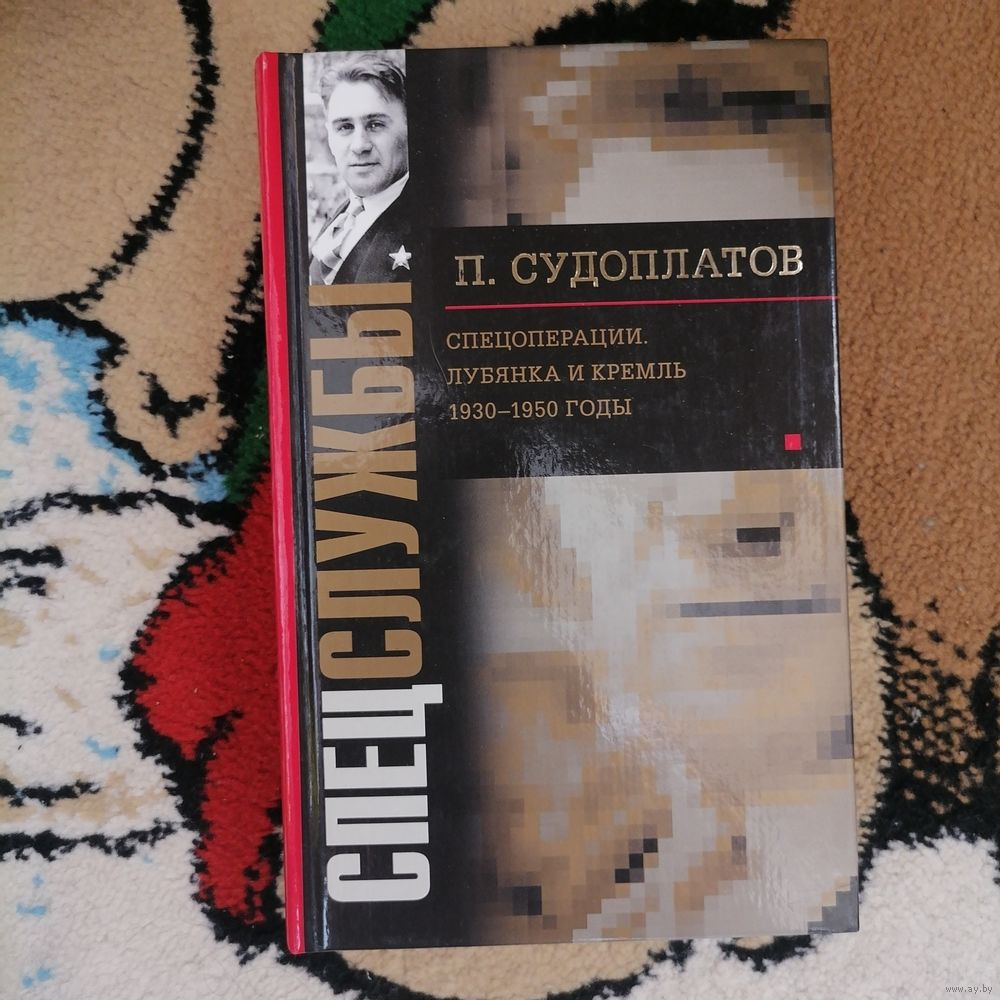 П. СУДОПЛАТОВ
СПЕЦОПЕРАЦИИ.
ЛУБЯНКА И КРЕМЛЬ
1930–1950 ГОДЫ
СПЕЦСЛУЖБЫ
www.ay.by